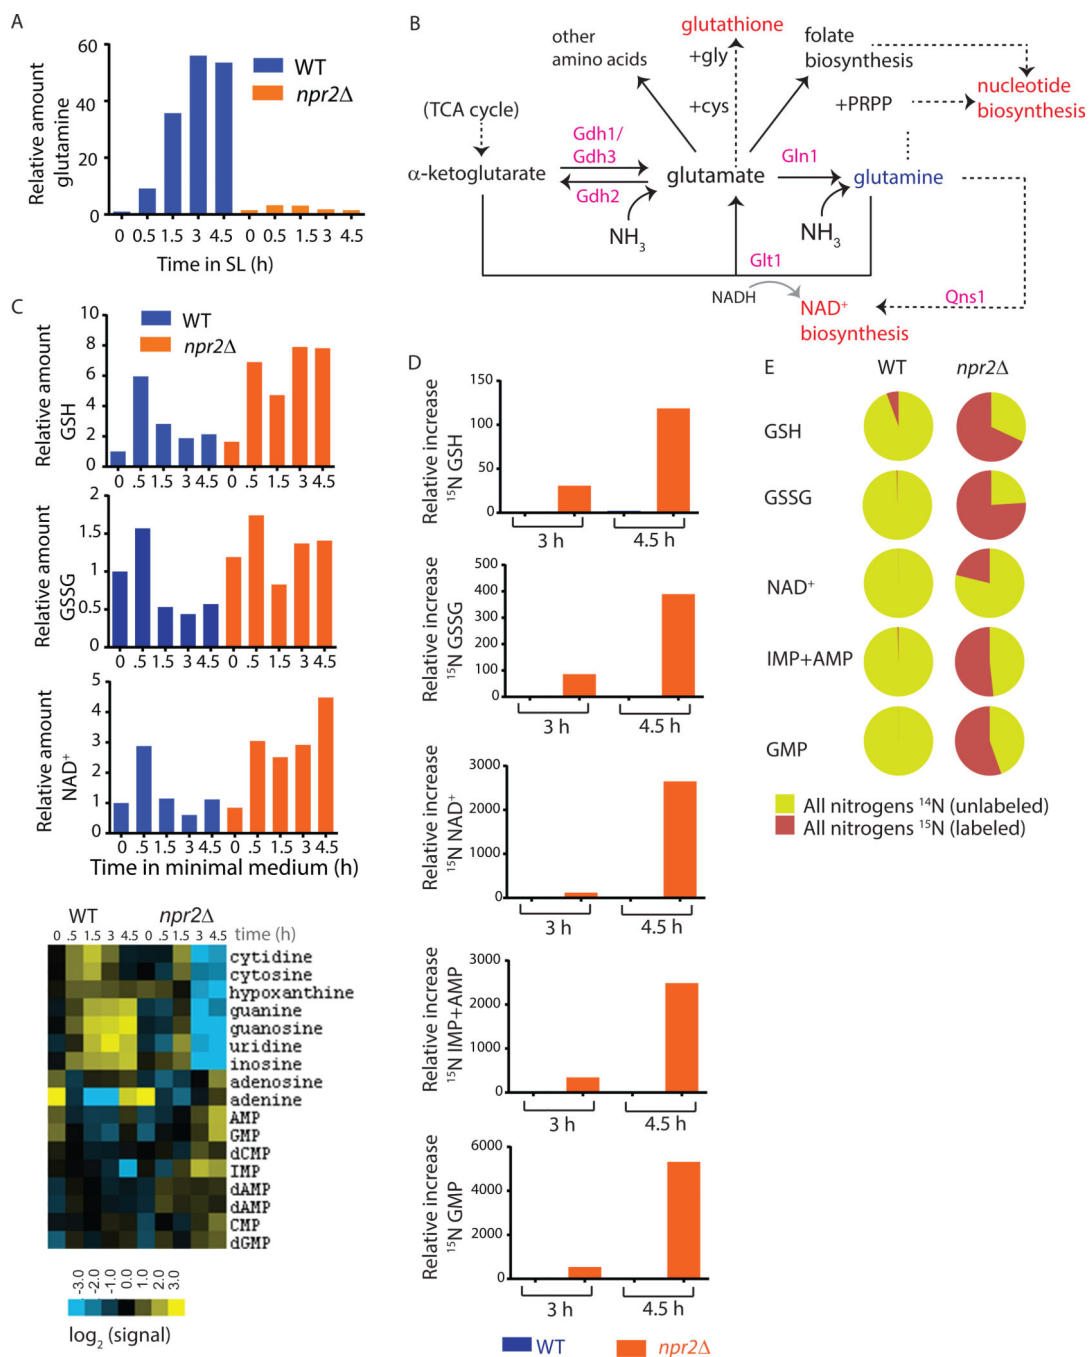 A
Relative amount
glutamine
60
40
20
0
WT
npr2Δ
0 0.5 1.5 3 4.5 0 0.5 1.5 3 4.5
Time in SL (h)
B
other
amino acids
glutathione
+gly
+cys
folate
biosynthesis
nucleotide
biosynthesis
+PRPP
(TCA cycle)
α-ketoglutarate
Gdh1/
Gdh3
Gdh2
glutamate
Gln1
glutamine
NH3
NH3
Glt1
NADH
NAD+
biosynthesis
Qns1
C
WT
npr2Δ
Relative amount
GSH
10
8
6
4
2
0
0 .5 1.5 3 4.5 0 .5 1.5 3 4.5
Relative amount
GSSG
2
1.5
1
0.5
0
0 .5 1.5 3 4.5 0 .5 1.5 3 4.5
Relative amount
NAD+
5
4
3
2
1
0
0 .5 1.5 3 4.5 0 .5 1.5 3 4.5
Time in minimal medium (h)
WT npr2Δ
0 .5 1.5 3 4.5 0 .5 1.5 3 4.5 time (h)
cytidine
cytosine
hypoxanthine
guanine
guanosine
uridine
inosine
adenosine
adenine
AMP
GMP
dCMP
IMP
dAMP
dAMP
CMP
dGMP
-3.0 -2.0 -1.0 0.0 1.0 2.0 3.0
log2 (signal)
D
Relative increase
15N GSH
150
100
50
0
3 h 4.5 h
Relative increase
15N GSSG
500
400
300
200
100
0
3 h 4.5 h
Relative increase
15N NAD+
3000
2000
1000
0
3 h 4.5 h
Relative increase
15N IMP+AMP
3000
2000
1000
0
3 h 4.5 h
Relative increase
15N GMP
6000
4000
2000
0
3 h 4.5 h
WT npr2Δ
E
WT npr2Δ
GSH
GSSG
NAD+
IMP+AMP
GMP
All nitrogens 14N (unlabeled)
All nitrogens 15N (labeled)